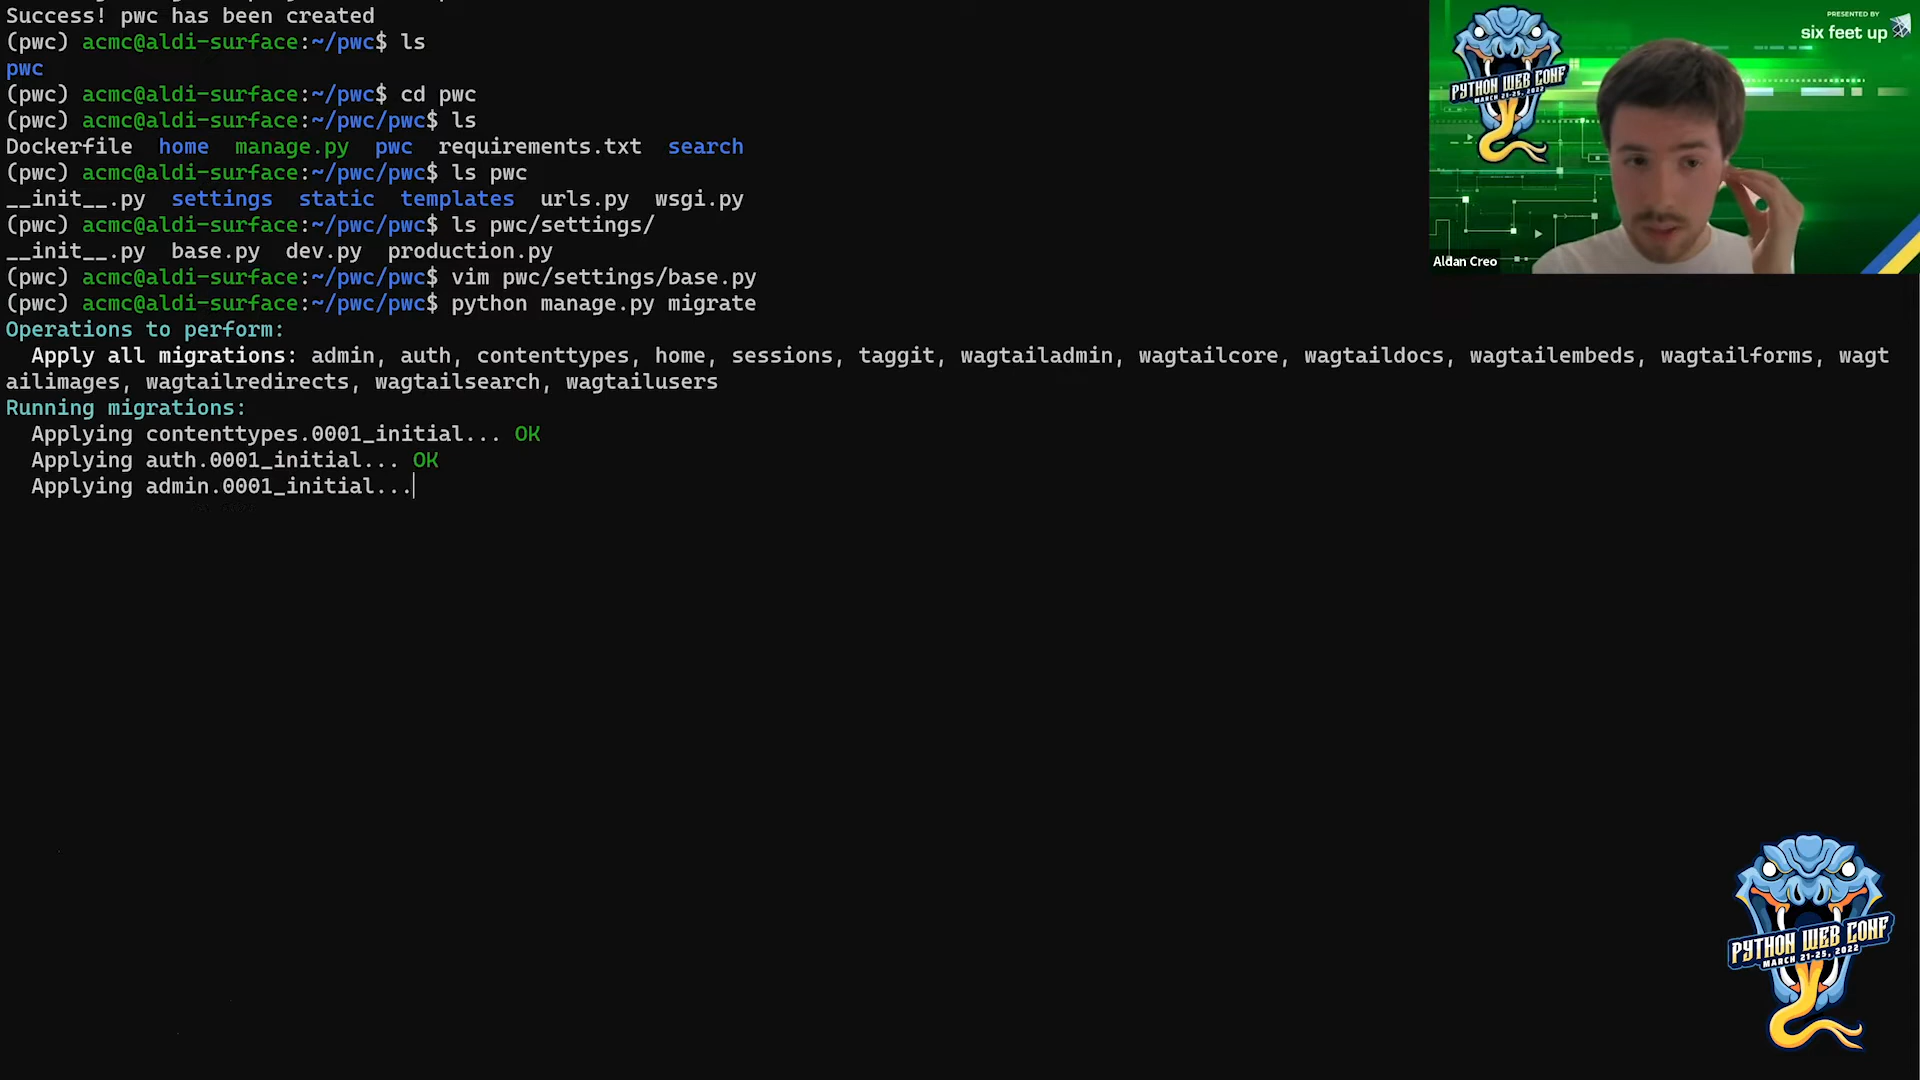 Success! pwc has been created
(pwc) acmc@aldi-surface:~/pwc$ ls
pwc
(pwc) acmc@aldi-surface:~/pwc$ cd pwc
(pwc) acmc@aldi-surface:~/pwc/pwc$ ls
Dockerfile  home  manage.py  pwc  requirements.txt  search
(pwc) acmc@aldi-surface:~/pwc/pwc$ ls pwc
__init__.py  settings  static  templates  urls.py  wsgi.py
(pwc) acmc@aldi-surface:~/pwc/pwc$ ls pwc/settings/
__init__.py  base.py  dev.py  production.py
(pwc) acmc@aldi-surface:~/pwc/pwc$ vim pwc/settings/base.py
(pwc) acmc@aldi-surface:~/pwc/pwc$ python manage.py migrate
Operations to perform:
  Apply all migrations: admin, auth, contenttypes, home, sessions, taggit, wagtailadmin, wagtailcore, wagtaildocs, wagtailembeds, wagtailforms, wagt
ailimages, wagtailredirects, wagtailsearch, wagtailusers
Running migrations:
  Applying contenttypes.0001_initial... OK
  Applying auth.0001_initial... OK
  Applying admin.0001_initial...
PYTHON WEB CONF
MARCH 21-25, 2022
PRESENTED BY
six feet up
Aldan Creo
PYTHON WEB CONF
MARCH 21-25, 2022